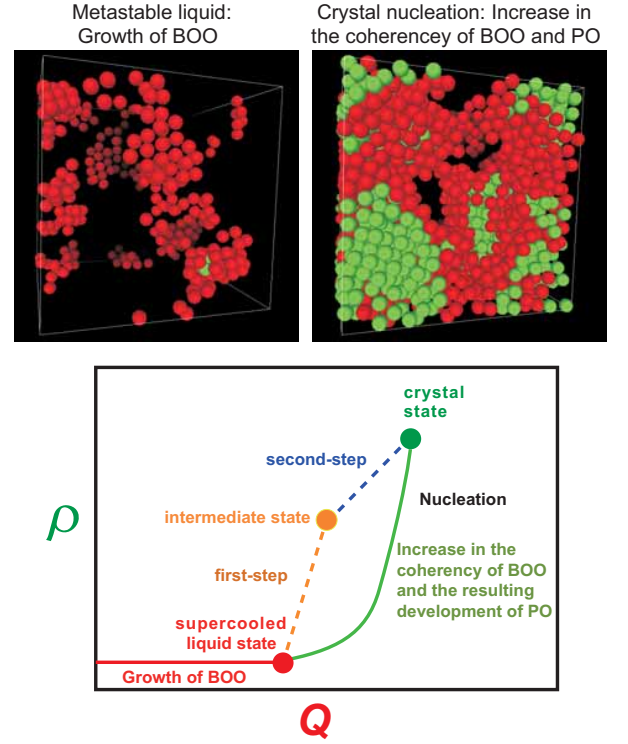 Metastable liquid:
Growth of BOO
Crystal nucleation: Increase in
the coherencey of BOO and PO
crystal
state
second-step
ρ
intermediate state
Nucleation
first-step
Increase in the
coherency of BOO
and the resulting
development of PO
supercooled
liquid state
Growth of BOO
Q